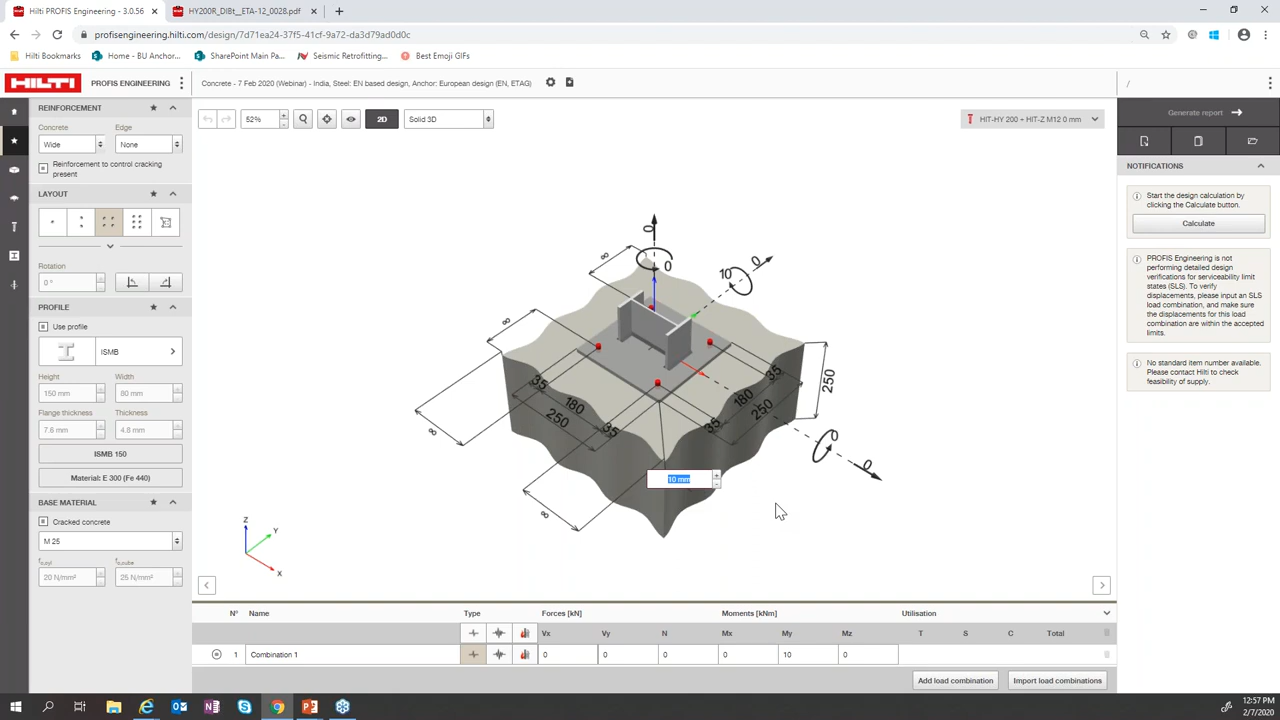 Hilti PROFIS Engineering - 3.0.56
HY200R_DIBt__ETA-12_0028.pdf
profisengineering.hilti.com/design/7d71ea24-37f5-41cf-9a72-da3d79ad0d0c
Hilti Bookmarks
Home - BU Anchor...
SharePoint Main Pa...
Seismic Retrofitting...
Best Emoji GIFs
HILTI
PROFIS ENGINEERING
Concrete - 7 Feb 2020 (Webinar) - India, Steel: EN based design, Anchor: European design (EN, ETAG)
/
REINFORCEMENT
Concrete
Edge
Wide
None
Reinforcement to control cracking
present
LAYOUT
Rotation
0 °
PROFILE
Use profile
ISMB
Height
Width
150 mm
80 mm
Flange thickness
Thickness
7.6 mm
4.8 mm
ISMB 150
Material: E 300 (Fe 440)
BASE MATERIAL
Cracked concrete
M 25
fc,cyl
fc,cube
20 N/mm²
25 N/mm²
52%
2D
Solid 3D
HIT-HY 200 + HIT-Z M12 0 mm
0
0
10
0
∞
∞
∞
∞
35
180
35
250
35
180
35
250
250
0
0
10 mm
Z
Y
X
Generate report
NOTIFICATIONS
Start the design calculation by
clicking the Calculate button.
Calculate
PROFIS Engineering is not
performing detailed design
verifications for serviceability limit
states (SLS). To verify
displacements, please input an SLS
load combination, and make sure
the displacements for this load
combination are within the accepted
limits.
No standard item number available.
Please contact Hilti to check
feasibility of supply.
N° Name Type Forces [kN] Moments [kNm] Utilisation
Vx Vy N Mx My Mz T S C Total
1 Combination 1 0 0 0 0 10 0
Add load combination
Import load combinations
12:57 PM
2/7/2020